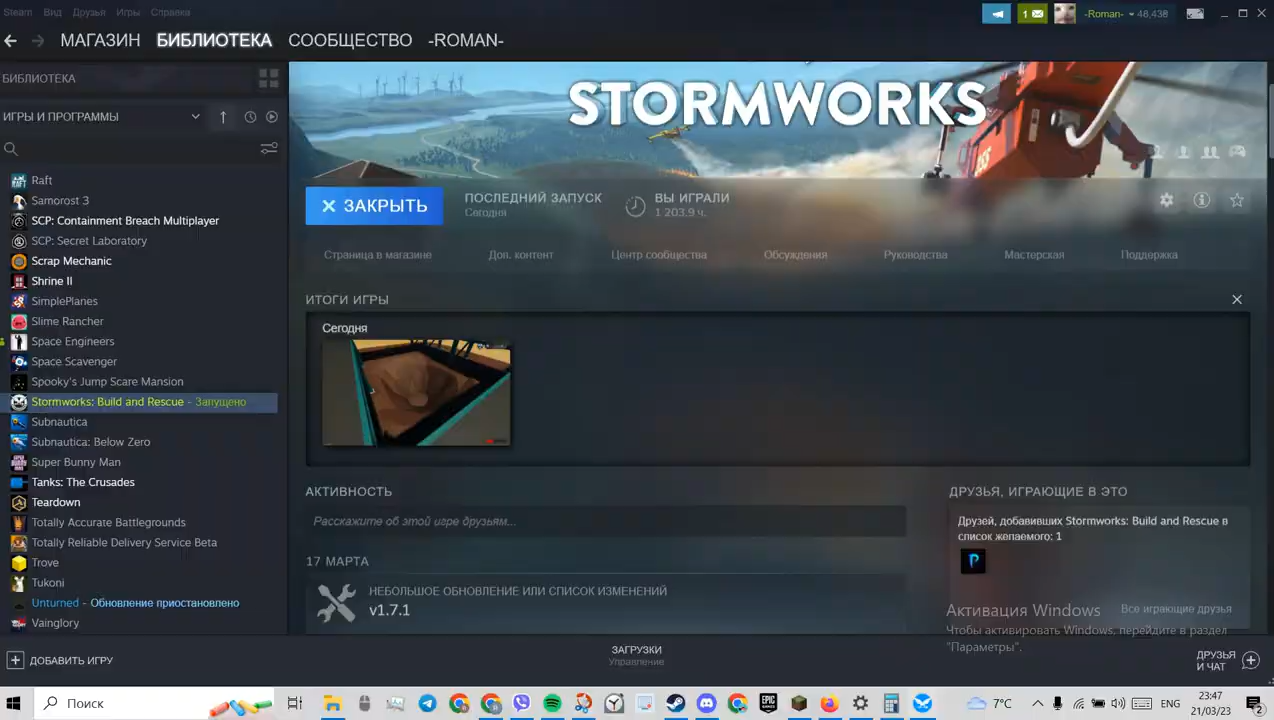 Steam Вид Друзья Игры Справка
1
-Roman- 48,438
МАГАЗИН БИБЛИОТЕКА СООБЩЕСТВО -ROMAN-
БИБЛИОТЕКА
ИГРЫ И ПРОГРАММЫ
Raft
Samorost 3
SCP: Containment Breach Multiplayer
SCP: Secret Laboratory
Scrap Mechanic
Shrine II
SimplePlanes
Slime Rancher
Space Engineers
Space Scavenger
Spooky's Jump Scare Mansion
Stormworks: Build and Rescue - Запущено
Subnautica
Subnautica: Below Zero
Super Bunny Man
Tanks: The Crusades
Teardown
Totally Accurate Battlegrounds
Totally Reliable Delivery Service Beta
Trove
Tukoni
Unturned - Обновление приостановлено
Vainglory
STORMWORKS
ЗАКРЫТЬ
ПОСЛЕДНИЙ ЗАПУСК
Сегодня
ВЫ ИГРАЛИ
1 203.9 ч.
Страница в магазине Доп. контент Центр сообщества Обсуждения Руководства Мастерская Поддержка
ИТОГИ ИГРЫ
Сегодня
АКТИВНОСТЬ
Расскажите об этой игре друзьям...
17 МАРТА
НЕБОЛЬШОЕ ОБНОВЛЕНИЕ ИЛИ СПИСОК ИЗМЕНЕНИЙ
v1.7.1
ДРУЗЬЯ, ИГРАЮЩИЕ В ЭТО
Друзей, добавивших Stormworks: Build and Rescue в
список желаемого: 1
Все играющие друзья
Активация Windows
Чтобы активировать Windows, перейдите в раздел
"Параметры".
ДОБАВИТЬ ИГРУ
ЗАГРУЗКИ
Управление
ДРУЗЬЯ
И ЧАТ
Поиск
EPIC
GAMES
7°C
ENG
23:47
21/03/23
2